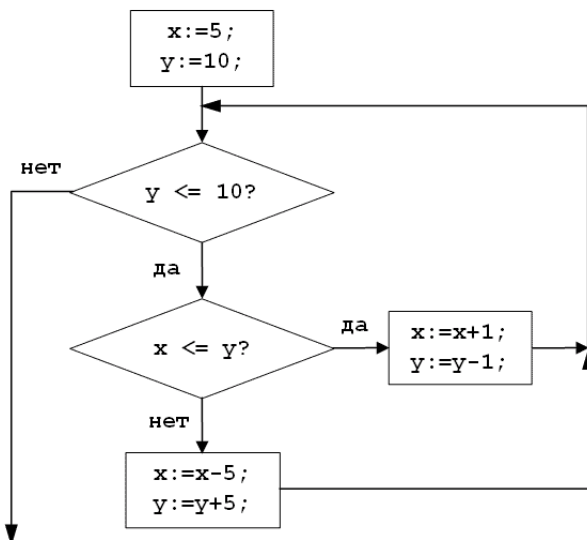 x:=5;
y:=10;
нет
y <= 10?
да
x <= y?
да
x:=x+1;
y:=y-1;
нет
x:=x-5;
y:=y+5;